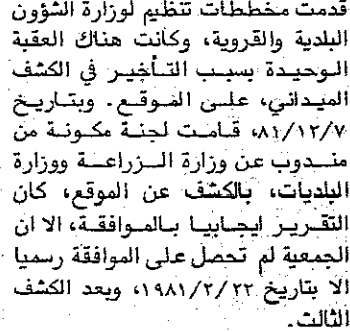 قدمت مخططات تنظيم لوزارة الشؤون
البلدية والقروية، وكانت هناك العقبة
الوحيدة بسبب التأخير في الكشف
الميداني، على الموقع. وبتاريخ
٨١/١٢/٧، قامت لجنة مكونة من
مندوب عن وزارة الزراعة ووزارة
البلديات، بالكشف عن الموقع، كان
التقرير ايجابيا بالموافقة، الا ان
الجمعية لم تحصل على الموافقة رسميا
الا بتاريخ ١٩٨١/٢/٢٢، وبعد الكشف
الثالث.